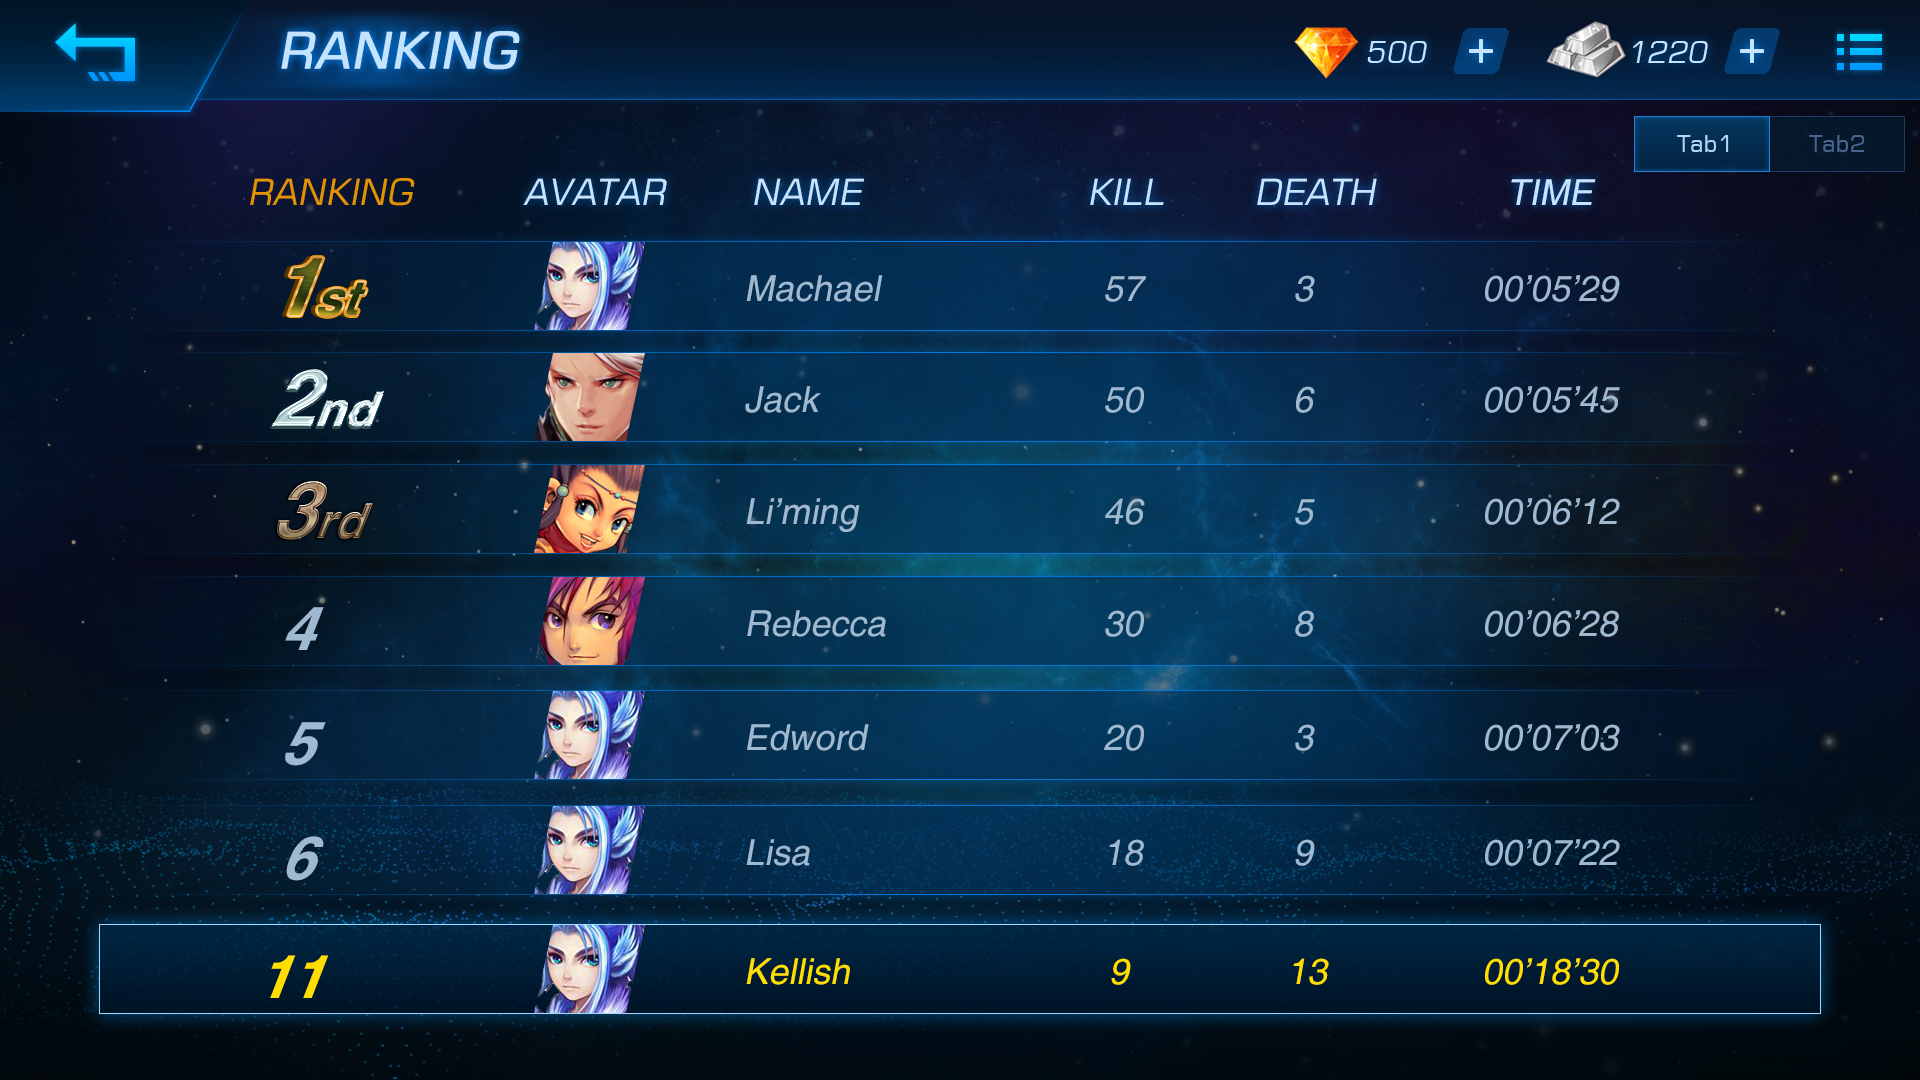 RANKING 500 + 1220 +
Tab1 Tab2
RANKING AVATAR NAME KILL DEATH TIME
1st Machael 57 3 00'05'29
2nd Jack 50 6 00'05'45
3rd Li'ming 46 5 00'06'12
4 Rebecca 30 8 00'06'28
5 Edword 20 3 00'07'03
6 Lisa 18 9 00'07'22
11 Kellish 9 13 00'18'30